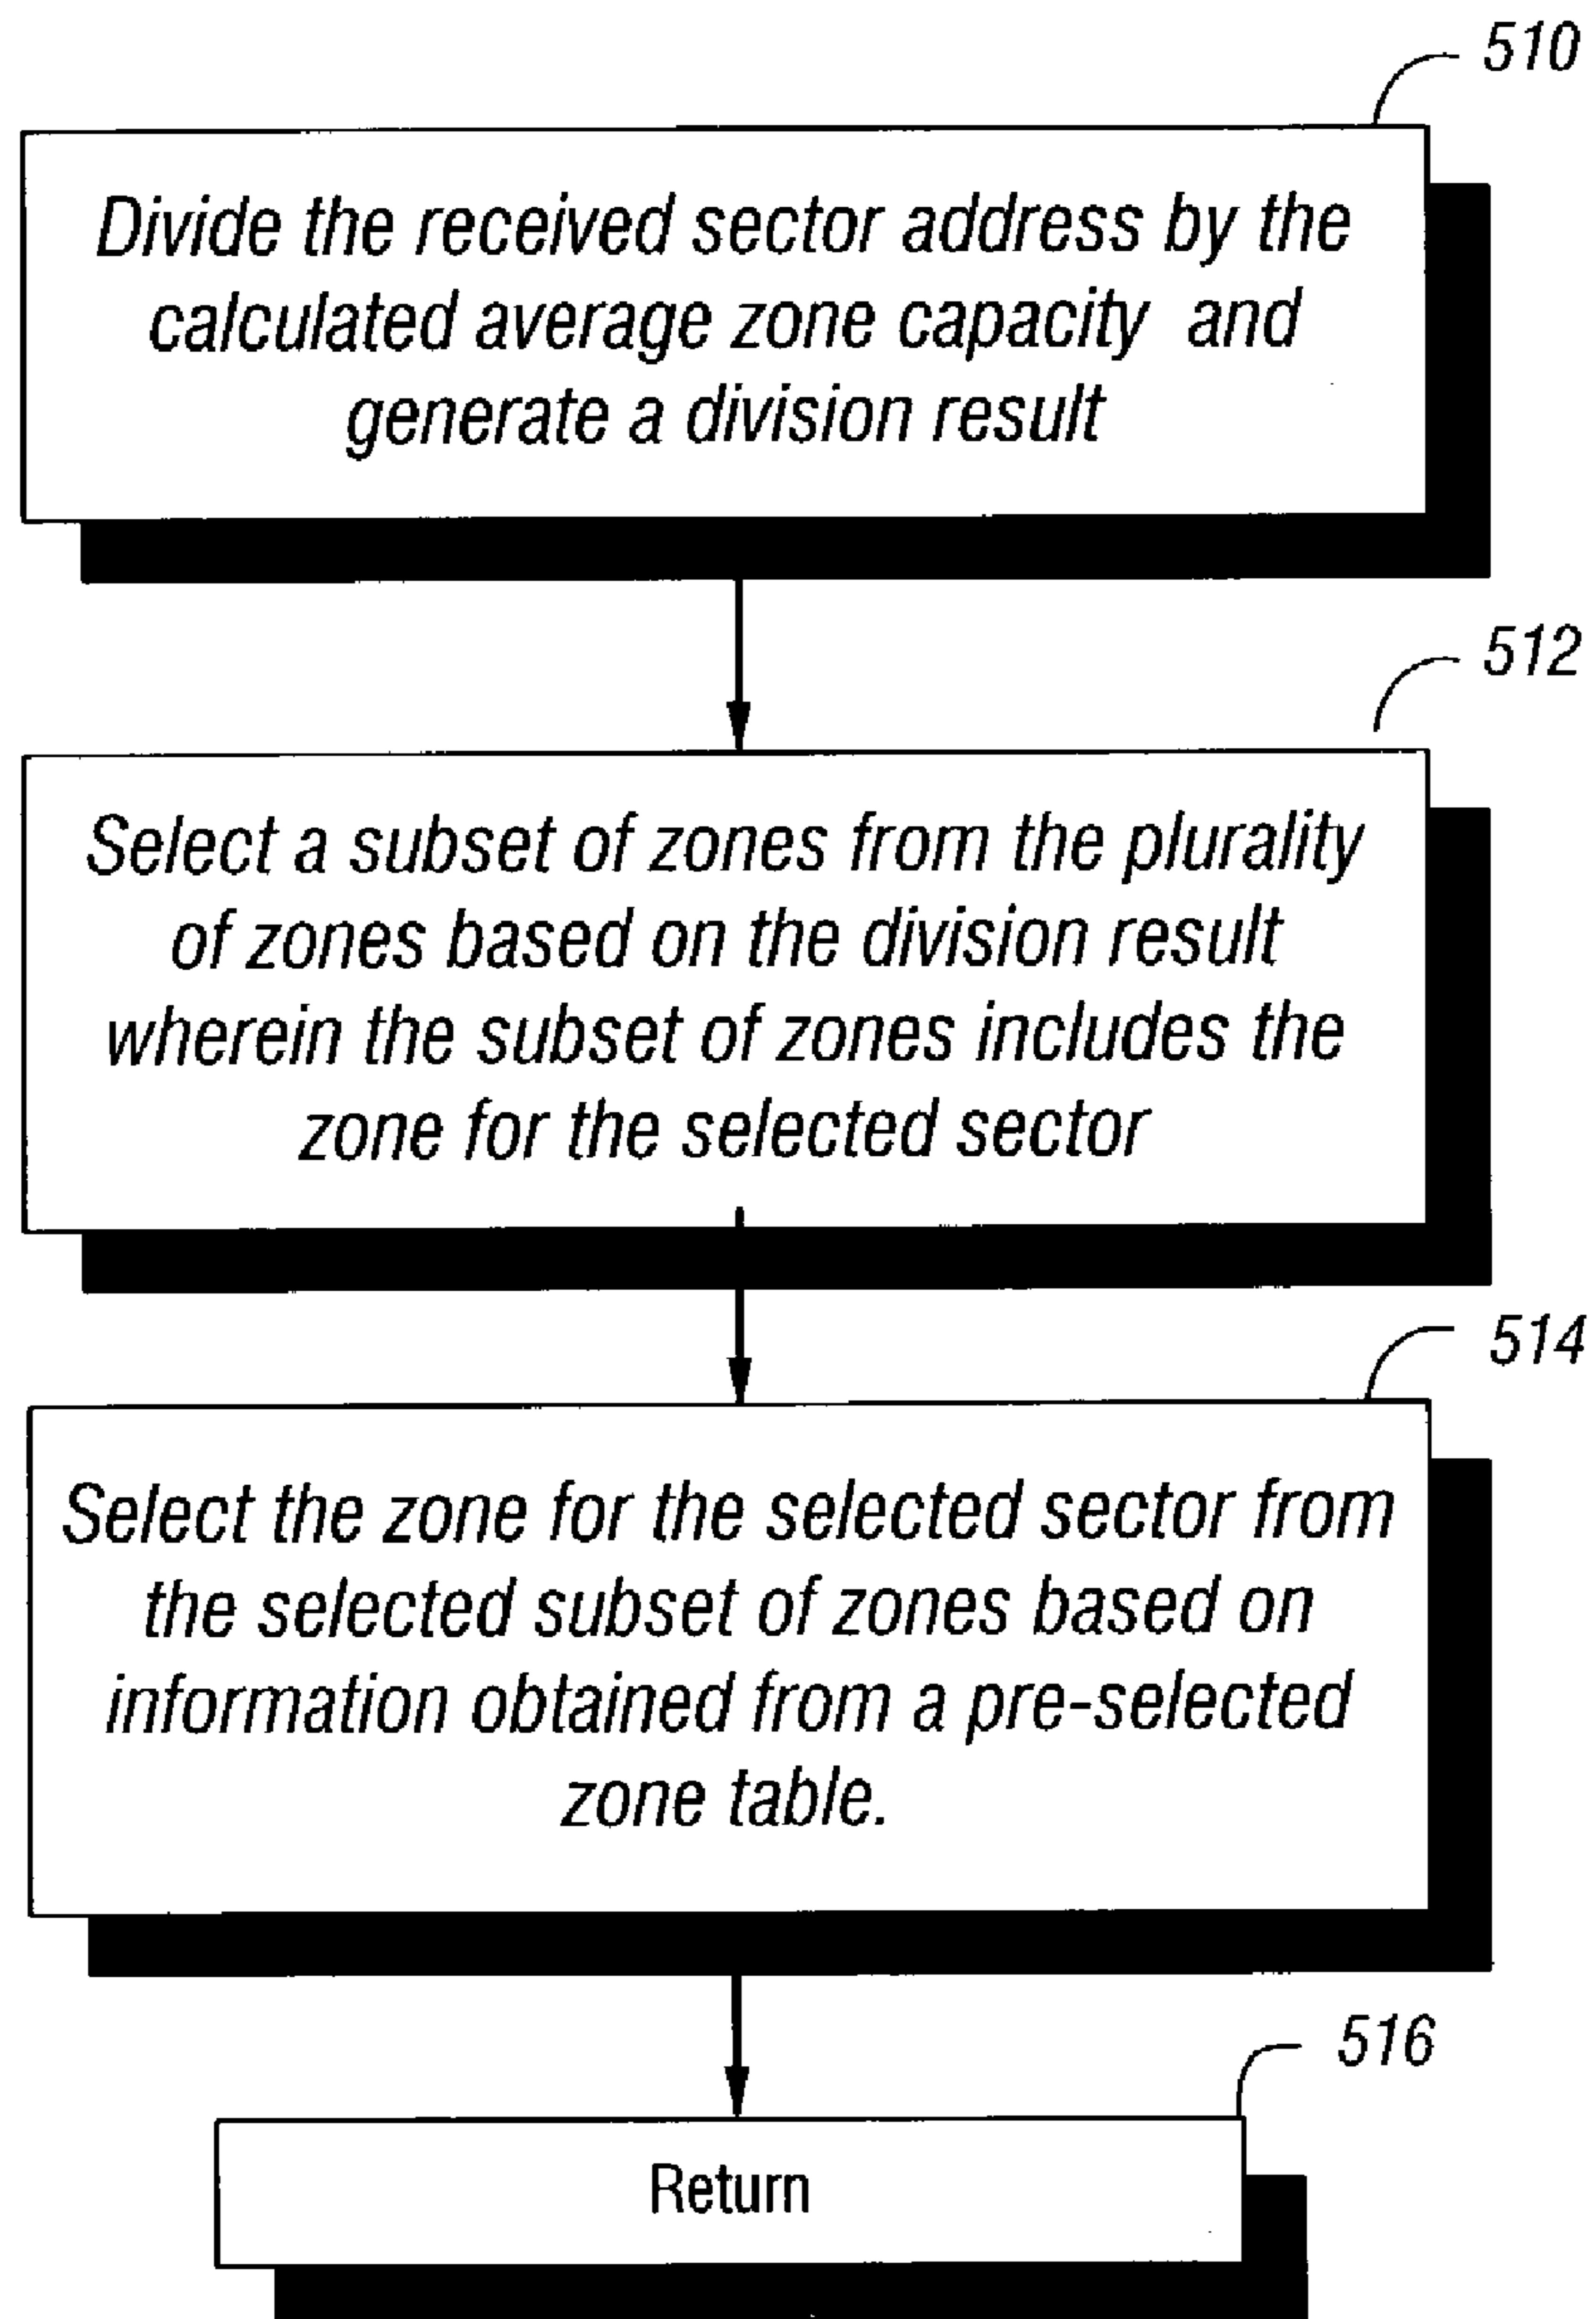 510
Divide the received sector address by the
calculated average zone capacity and
generate a division result
512
Select a subset of zones from the plurality
of zones based on the division result
wherein the subset of zones includes the
zone for the selected sector
514
Select the zone for the selected sector from
the selected subset of zones based on
information obtained from a pre-selected
zone table.
516
Return